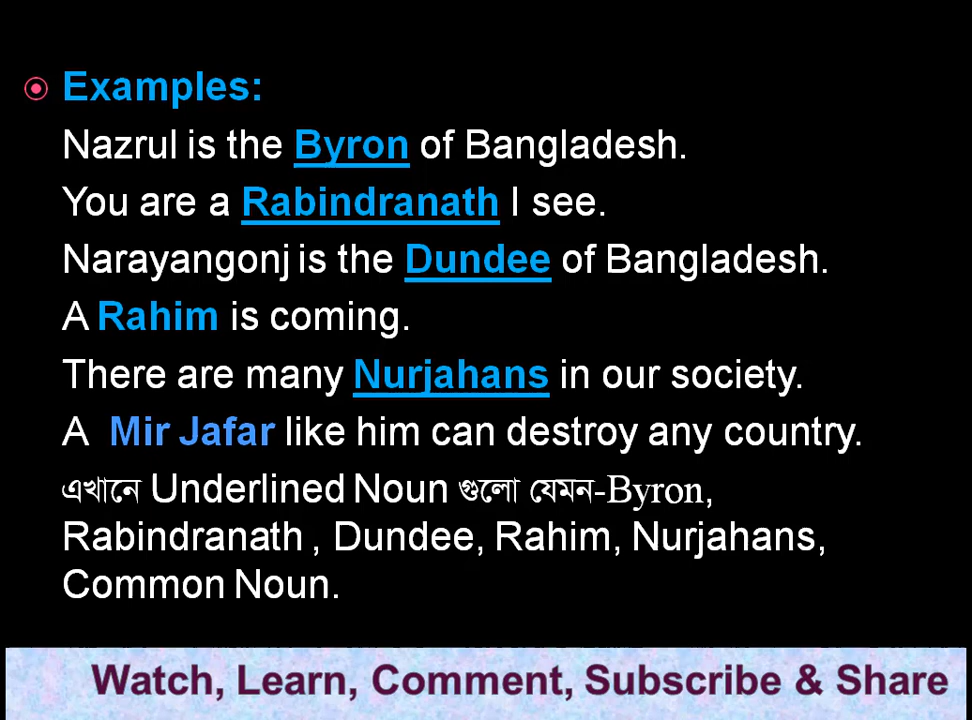 Examples:
Nazrul is the Byron of Bangladesh.
You are a Rabindranath I see.
Narayangonj is the Dundee of Bangladesh.
A Rahim is coming.
There are many Nurjahans in our society.
A Mir Jafar like him can destroy any country.
এখানে Underlined Noun গুলো যেমন-Byron,
Rabindranath , Dundee, Rahim, Nurjahans,
Common Noun.
Watch, Learn, Comment, Subscribe & Share